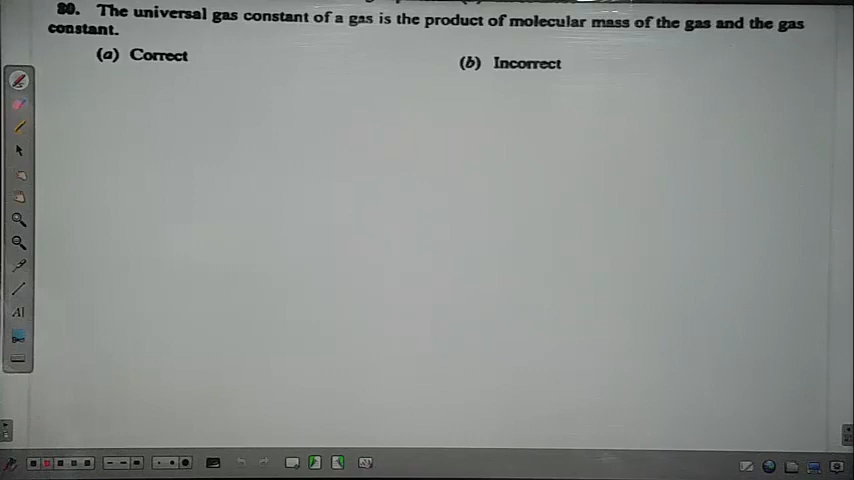 80. The universal gas constant of a gas is the product of molecular mass of the gas and the gas
constant.
(a) Correct (b) Incorrect